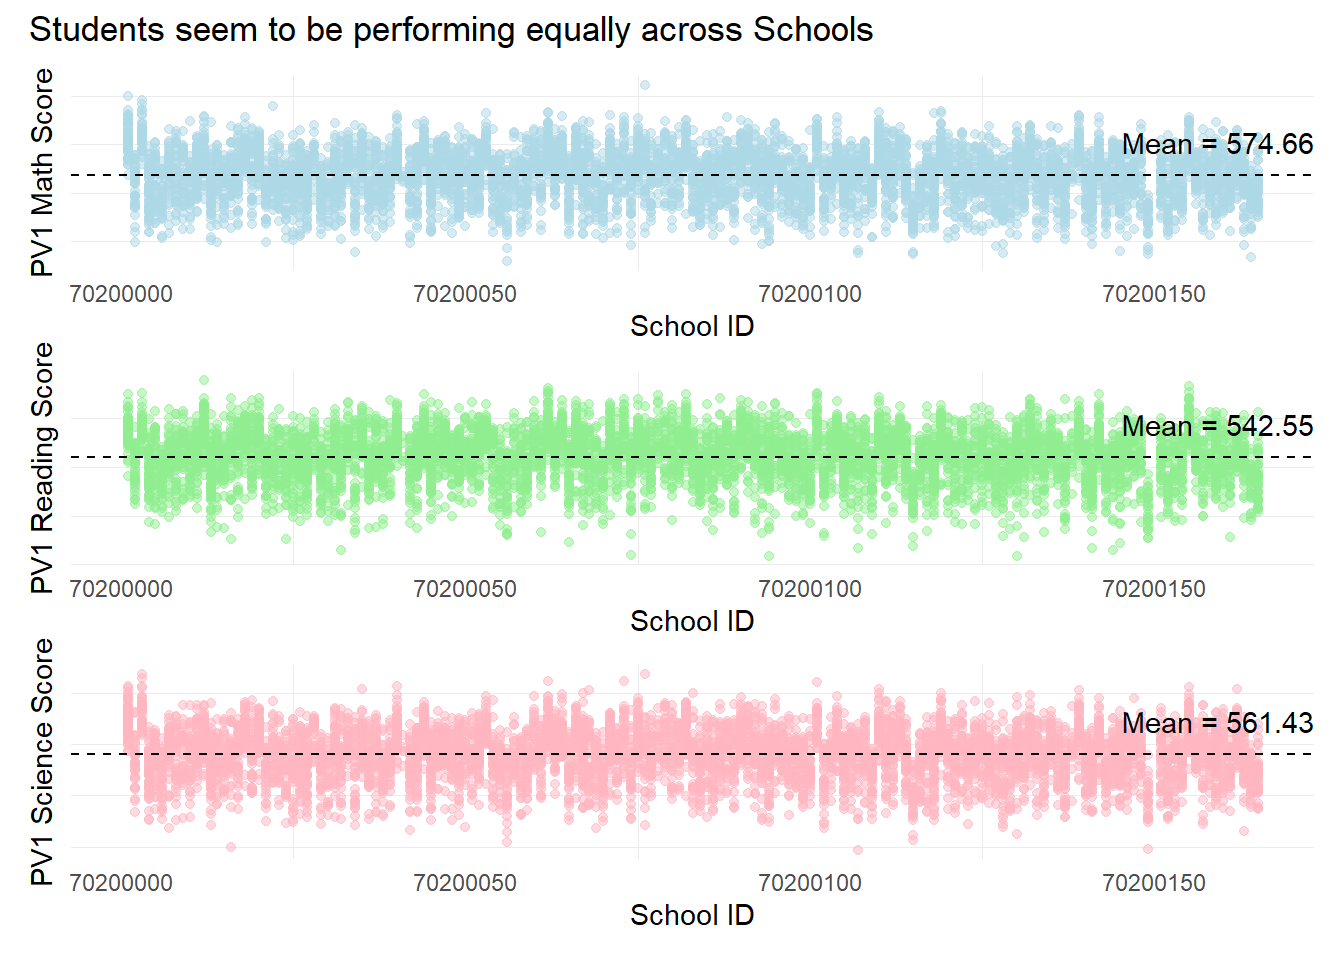 Students seem to be performing equally across Schools
PV1 Math Score
Mean = 574.66
70200000 70200050 70200100 70200150
School ID
PV1 Reading Score
Mean = 542.55
70200000 70200050 70200100 70200150
School ID
PV1 Science Score
Mean = 561.43
70200000 70200050 70200100 70200150
School ID